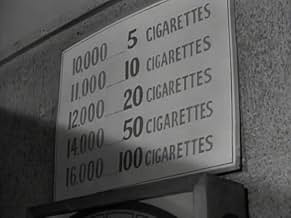 10,000 5 CIGARETTES
11,000 10 CIGARETTES
12,000 20 CIGARETTES
14,000 50 CIGARETTES
16,000 100 CIGARETTES